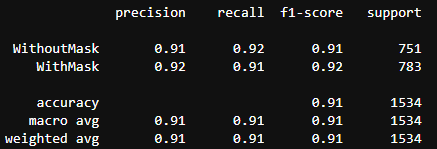 precision recall f1-score support
WithoutMask 0.91 0.92 0.91 751
WithMask 0.92 0.91 0.92 783
accuracy 0.91 1534
macro avg 0.91 0.91 0.91 1534
weighted avg 0.91 0.91 0.91 1534